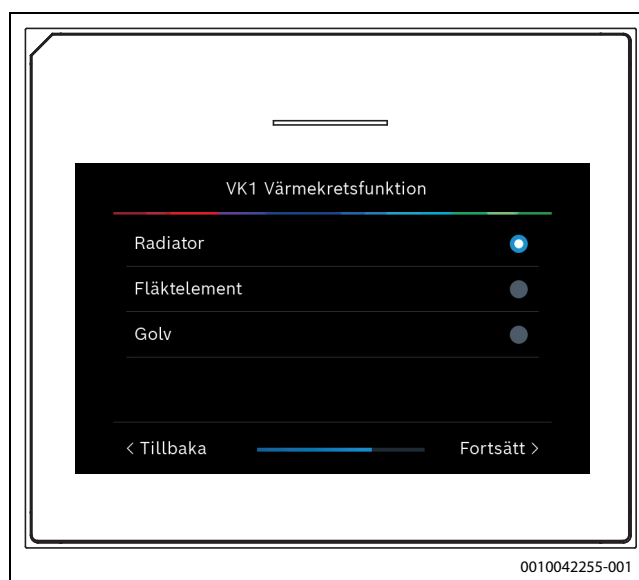 VK1 Värmekretsfunktion
Radiator
Fläktelement
Golv
< Tillbaka
Fortsätt >
0010042255-001